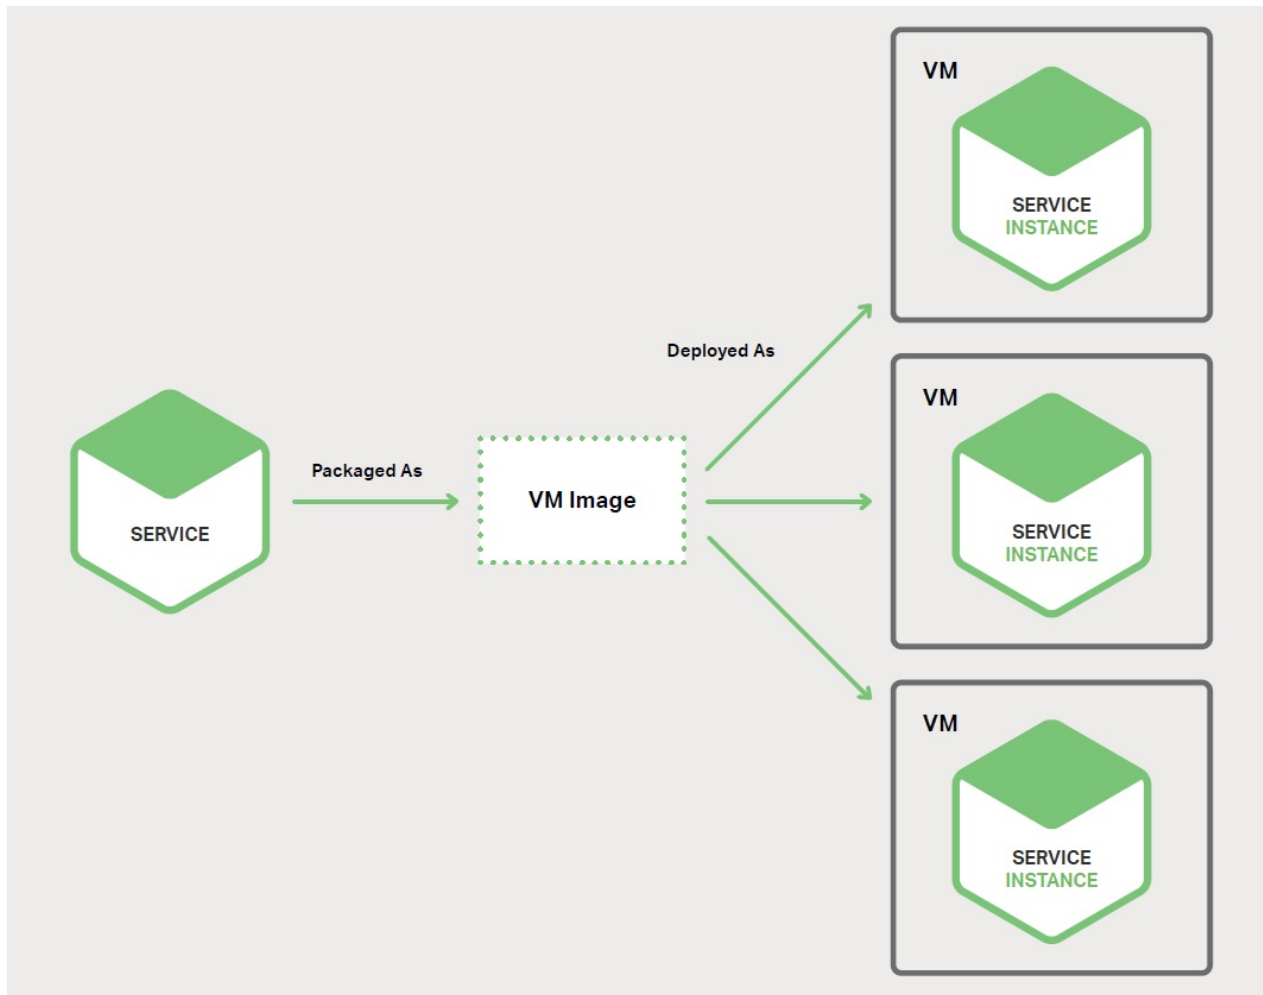 SERVICE
Packaged As
VM Image
Deployed As
VM
SERVICE
INSTANCE
VM
SERVICE
INSTANCE
VM
SERVICE
INSTANCE